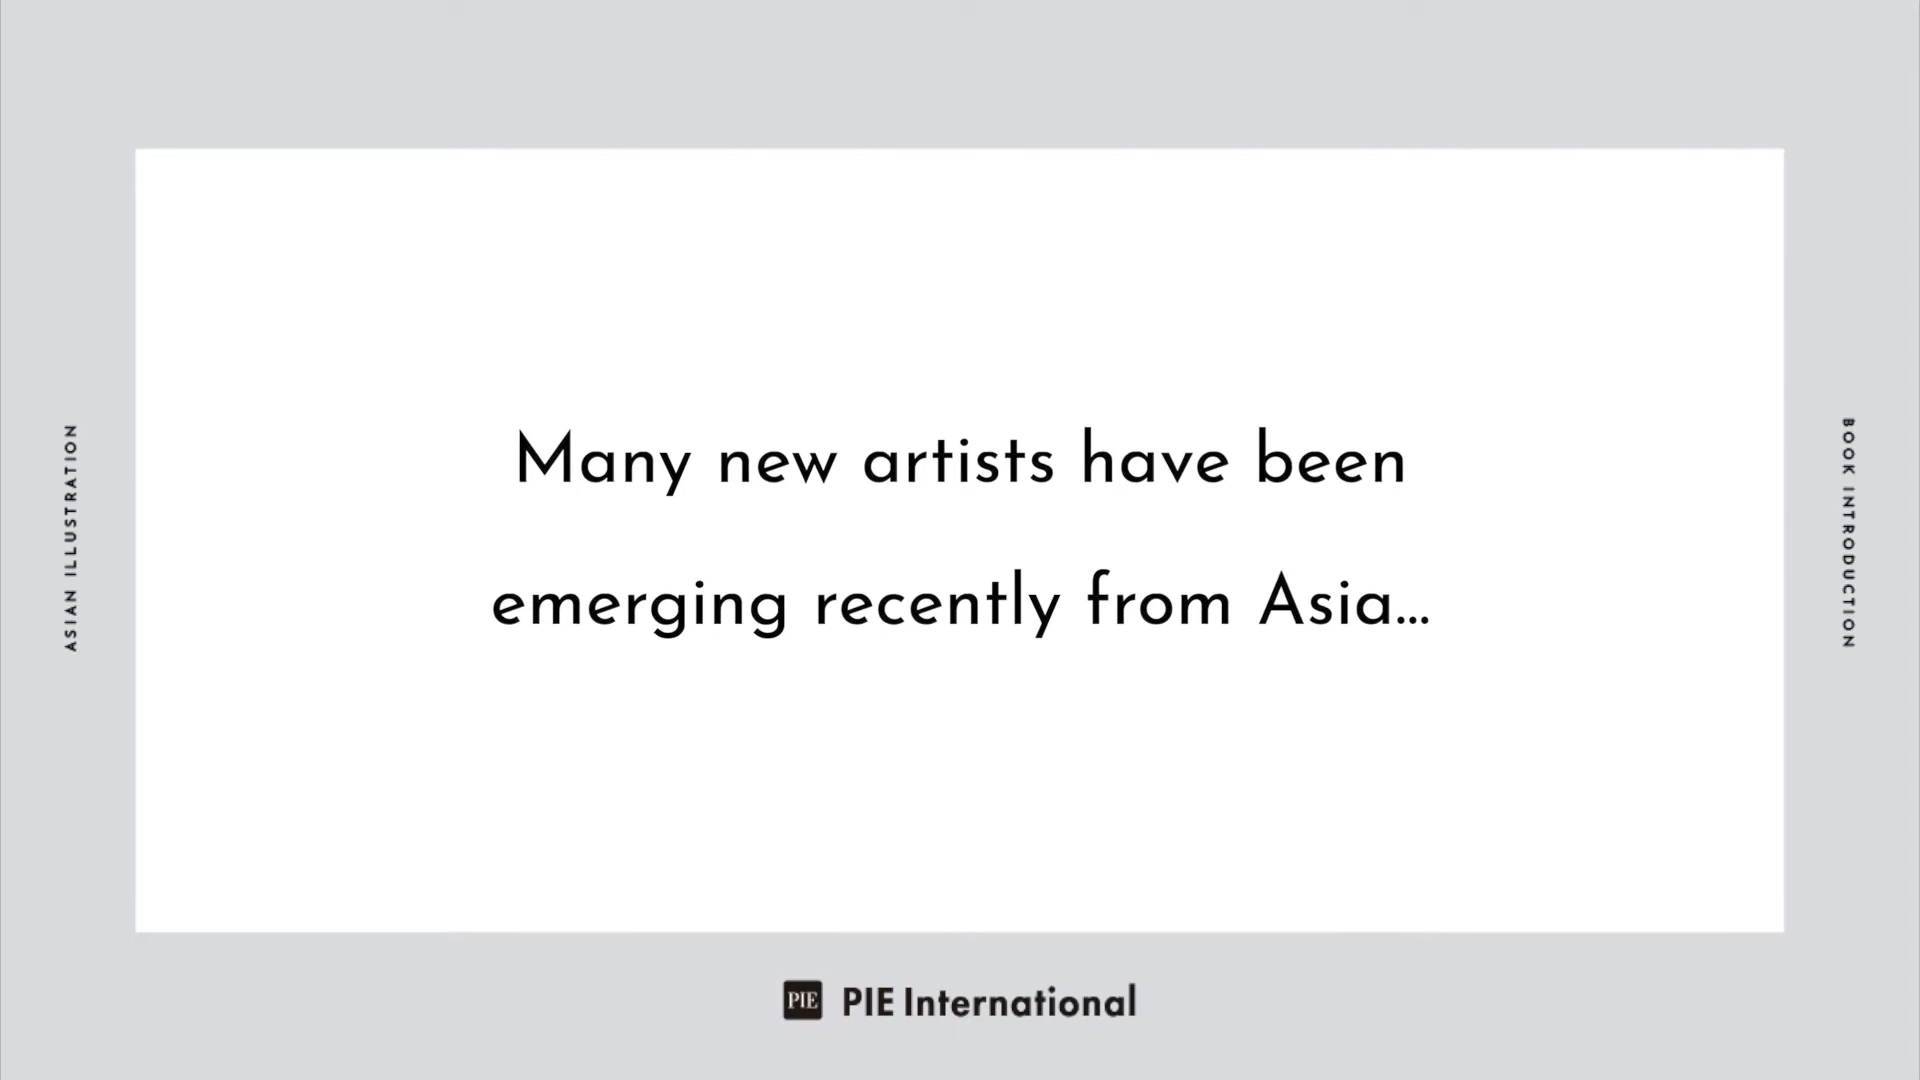 ASIAN ILLUSTRATION
Many new artists have been
emerging recently from Asia...
BOOK INTRODUCTION
PIE PIE International